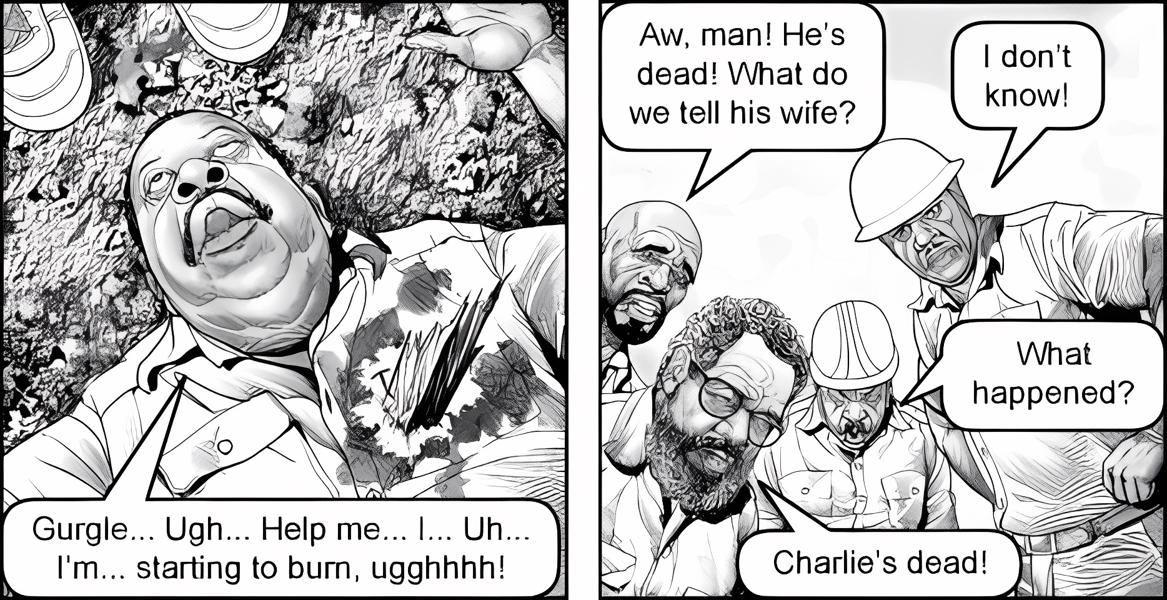 Gurgle... Ugh... Help me... I... Uh...
I'm... starting to burn, ugghhhh!
Aw, man! He's
dead! What do
we tell his wife?
I don't
know!
What
happened?
Charlie's dead!